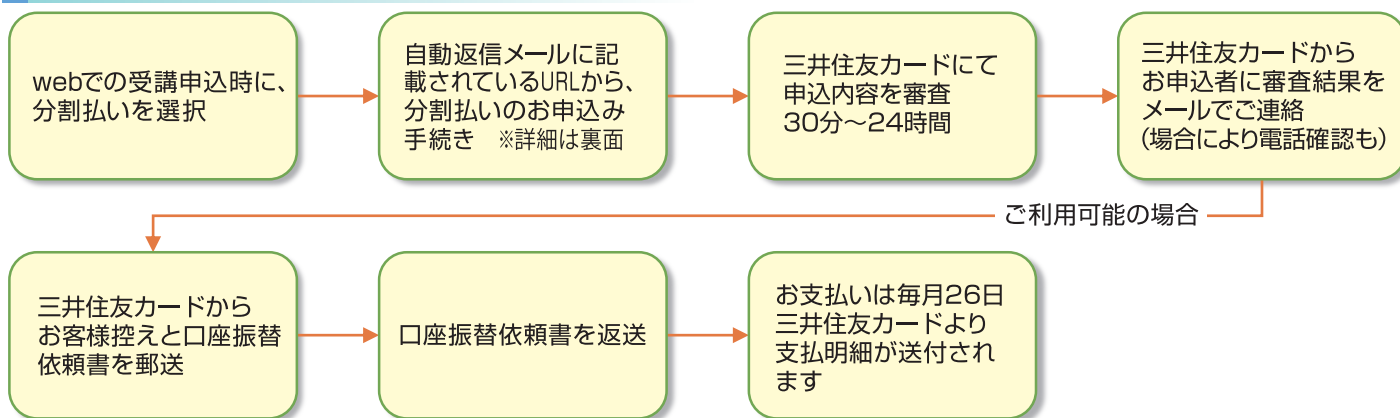 webでの受講申込時に、
分割払いを選択
自動返信メールに記
載されているURLから、
分割払いのお申込み
手続き　※詳細は裏面
三井住友カードにて
申込内容を審査
30分～24時間
三井住友カードから
お申込者に審査結果を
メールでご連絡
(場合により電話確認も)
ご利用可能の場合
三井住友カードから
お客様控えと口座振替
依頼書を郵送
口座振替依頼書を返送
お支払いは毎月26日
三井住友カードより
支払明細が送付され
ます